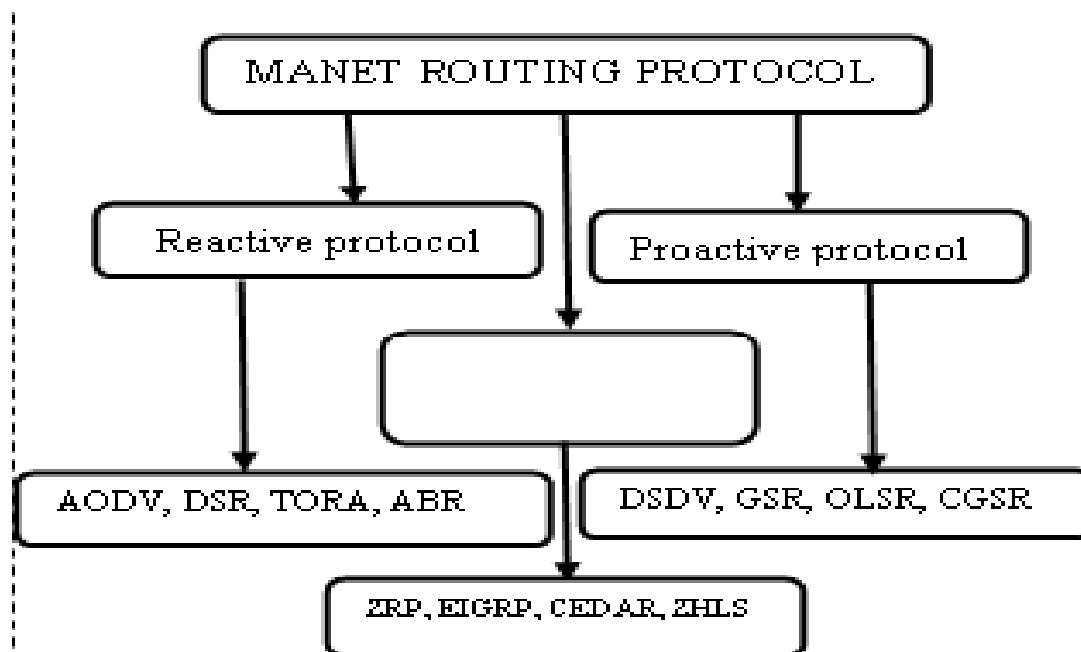 MANET ROUTING PROTOCOL
Reactive protocol
Proactive protocol
AODV, DSR, TORA, ABR
DSDV, GSR, OLSR, CGSR
ZRP, EIGRP, CEDAR, ZHLS